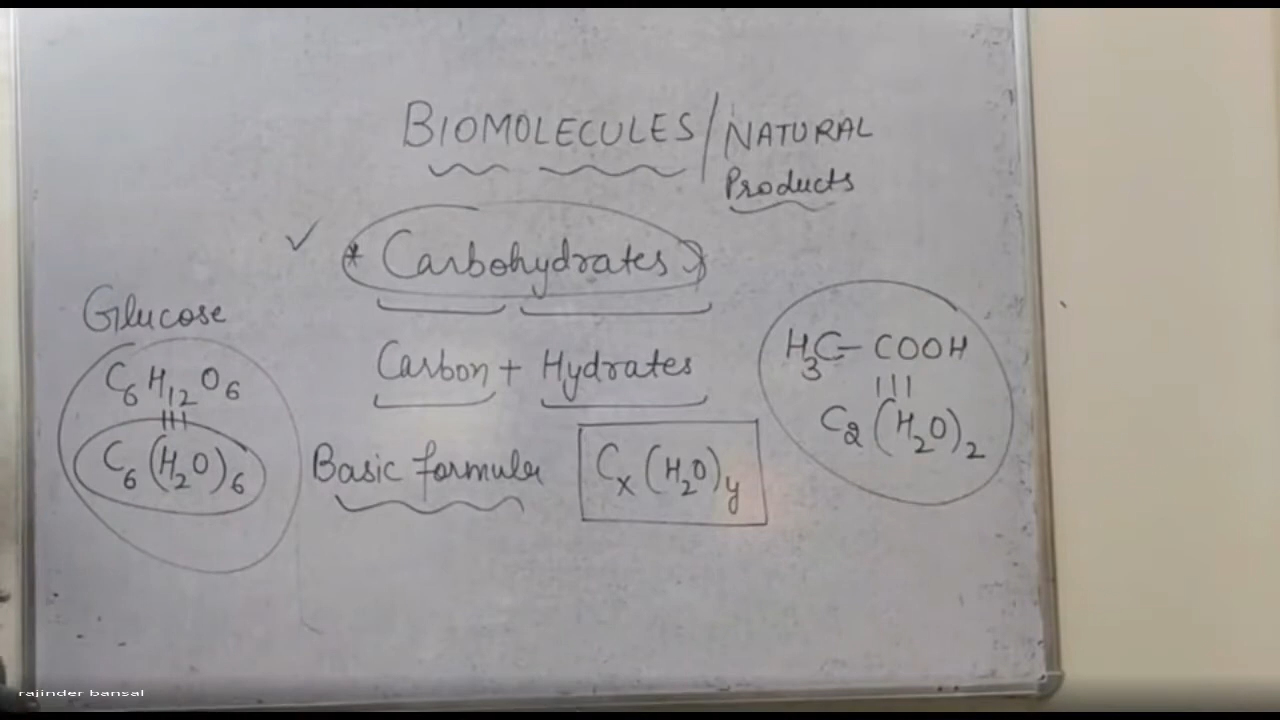 BIOMOLECULES / NATURAL
Products
✓ * Carbohydrates *
Glucose
Carbon + Hydrates
C6H12O6
|||
C6(H2O)6
Basic formula Cx(H2O)y
H3C–COOH
|||
C2(H2O)2
rajinder bansal